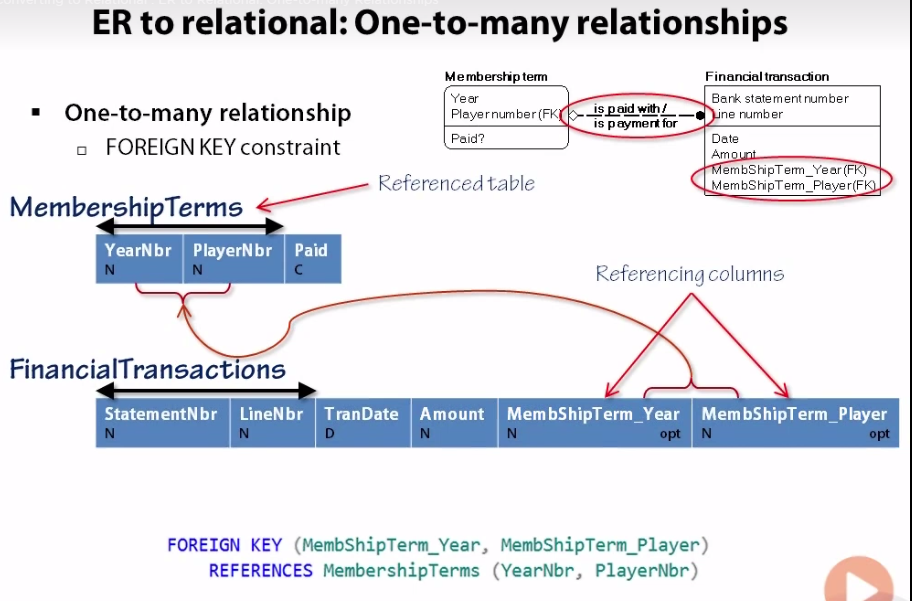 ER to relational: One-to-many relationships
One-to-many relationship
FOREIGN KEY constraint
Membership term
Year
Player number (FK)
Paid?
is paid with /
is payment for
Financial transaction
Bank statement number
Line number
Date
Amount
MembShipTerm_Year(FK)
MembShipTerm_Player(FK)
Referenced table
MembershipTerms
YearNbr PlayerNbr Paid
N N C
Referencing columns
FinancialTransactions
StatementNbr LineNbr TranDate Amount MembShipTerm_Year MembShipTerm_Player
N N D N N opt N opt
FOREIGN KEY (MembShipTerm_Year, MembShipTerm_Player)
REFERENCES MembershipTerms (YearNbr, PlayerNbr)